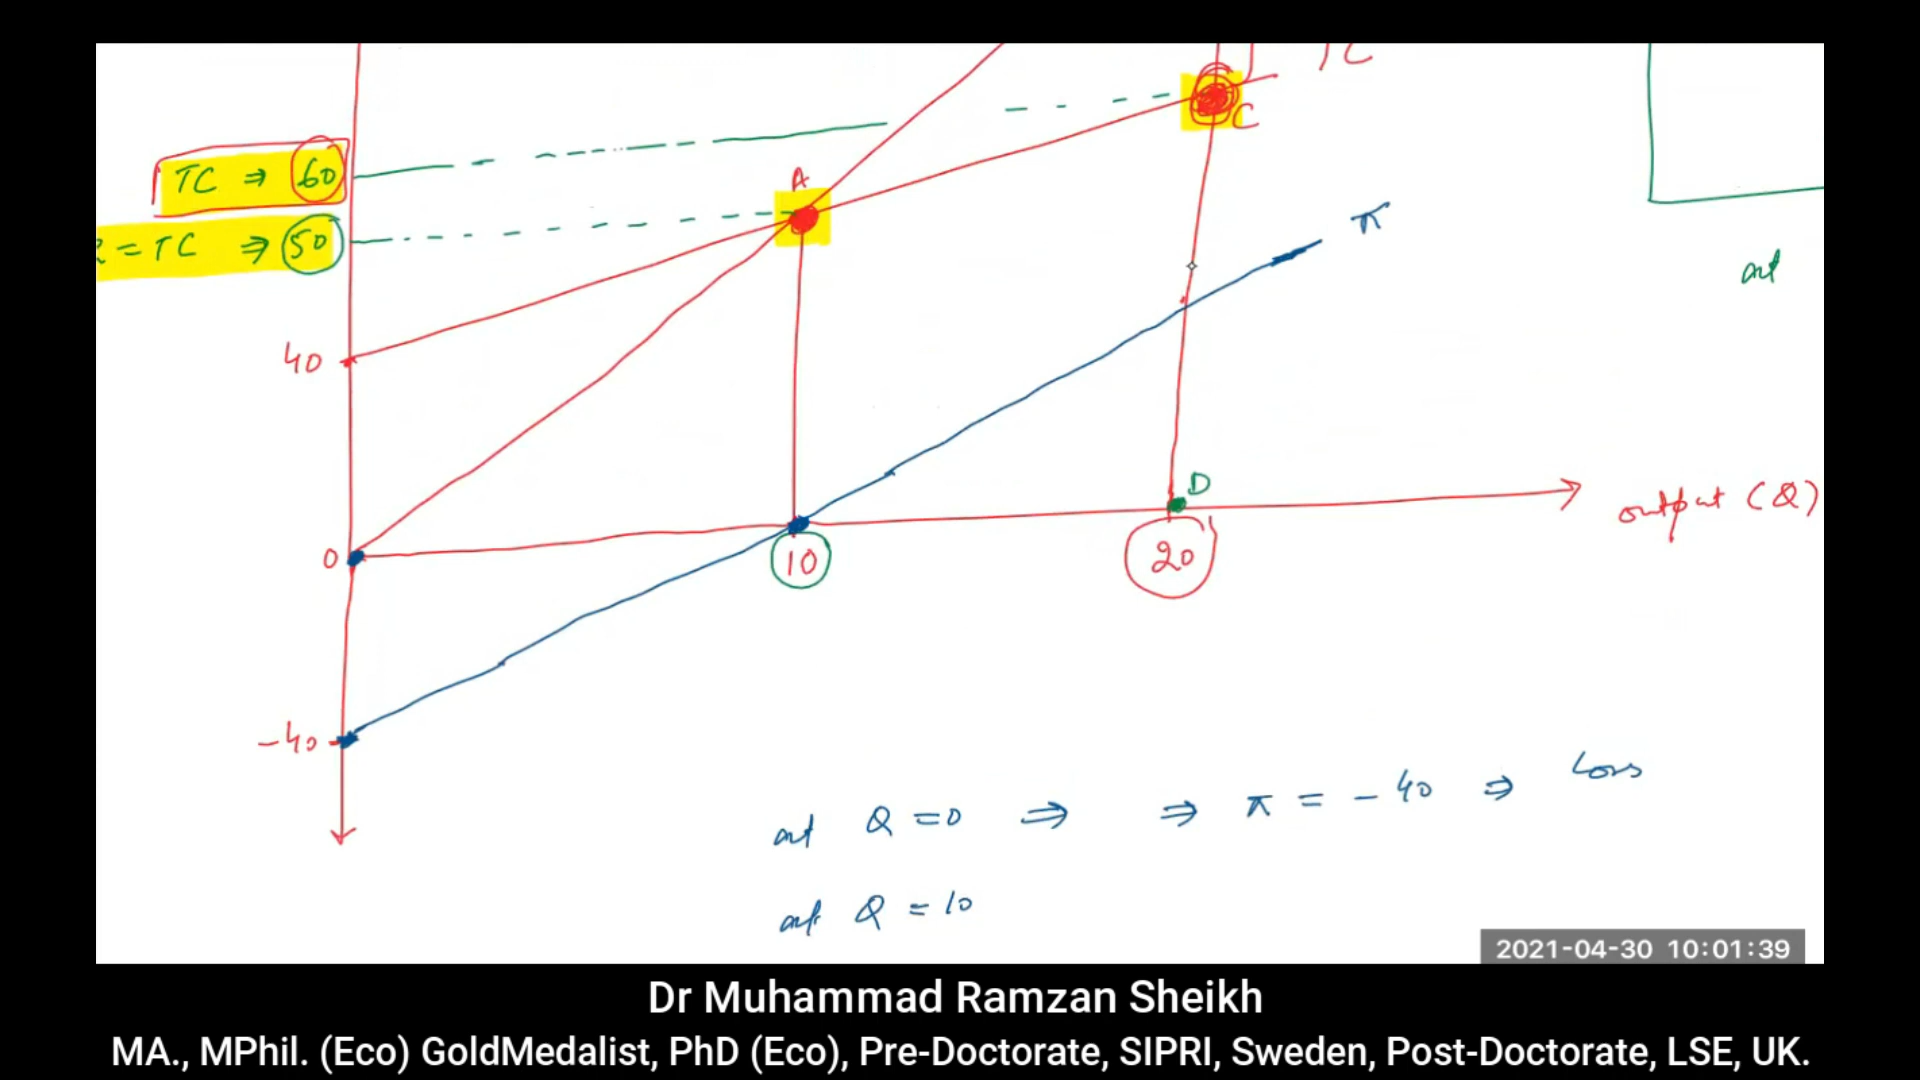 TC
C
TC ⇒ 60
A
= TC ⇒ 50
π
at
40
D
output (Q)
0
10
20
-40
at Q = 0 ⇒ ⇒ π = - 40 ⇒ Loss
at Q = 10
2021-04-30 10:01:39
Dr Muhammad Ramzan Sheikh
MA., MPhil. (Eco) GoldMedalist, PhD (Eco), Pre-Doctorate, SIPRI, Sweden, Post-Doctorate, LSE, UK.